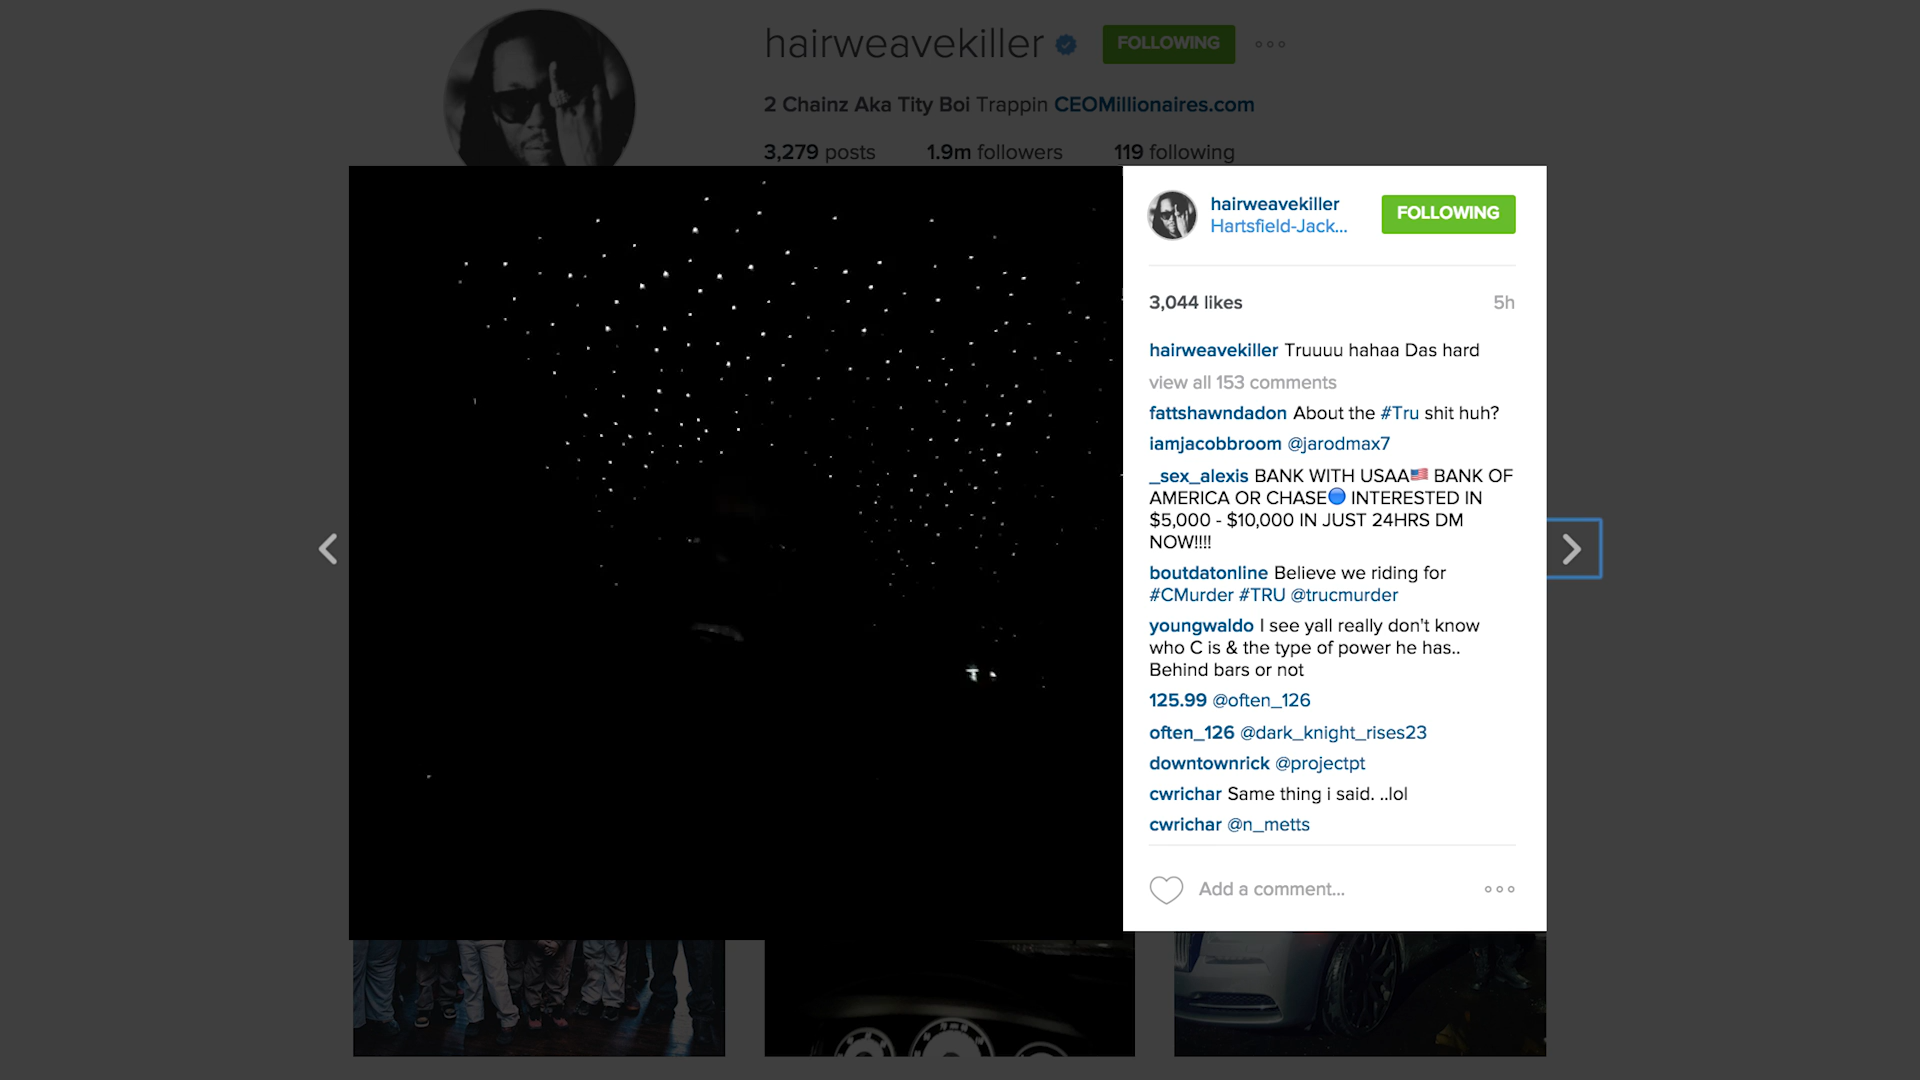 hairweavekiller FOLLOWING
2 Chainz Aka Tity Boi Trappin CEOMillionaires.com
3,279 posts 1.9m followers 119 following
hairweavekiller FOLLOWING
Hartsfield-Jack...
3,044 likes 5h
hairweavekiller Truuuu hahaa Das hard
view all 153 comments
fattshawndadon About the #Tru shit huh?
iamjacobbroom @jarodmax7
_sex_alexis BANK WITH USAA🇺🇸 BANK OF
AMERICA OR CHASE🔵 INTERESTED IN
$5,000 - $10,000 IN JUST 24HRS DM
NOW!!!!
boutdatonline Believe we riding for
#CMurder #TRU @trucmurder
youngwaldo I see yall really don't know
who C is & the type of power he has..
Behind bars or not
125.99 @often_126
often_126 @dark_knight_rises23
downtownrick @projectpt
cwrichar Same thing i said. ..lol
cwrichar @n_metts
Add a comment...